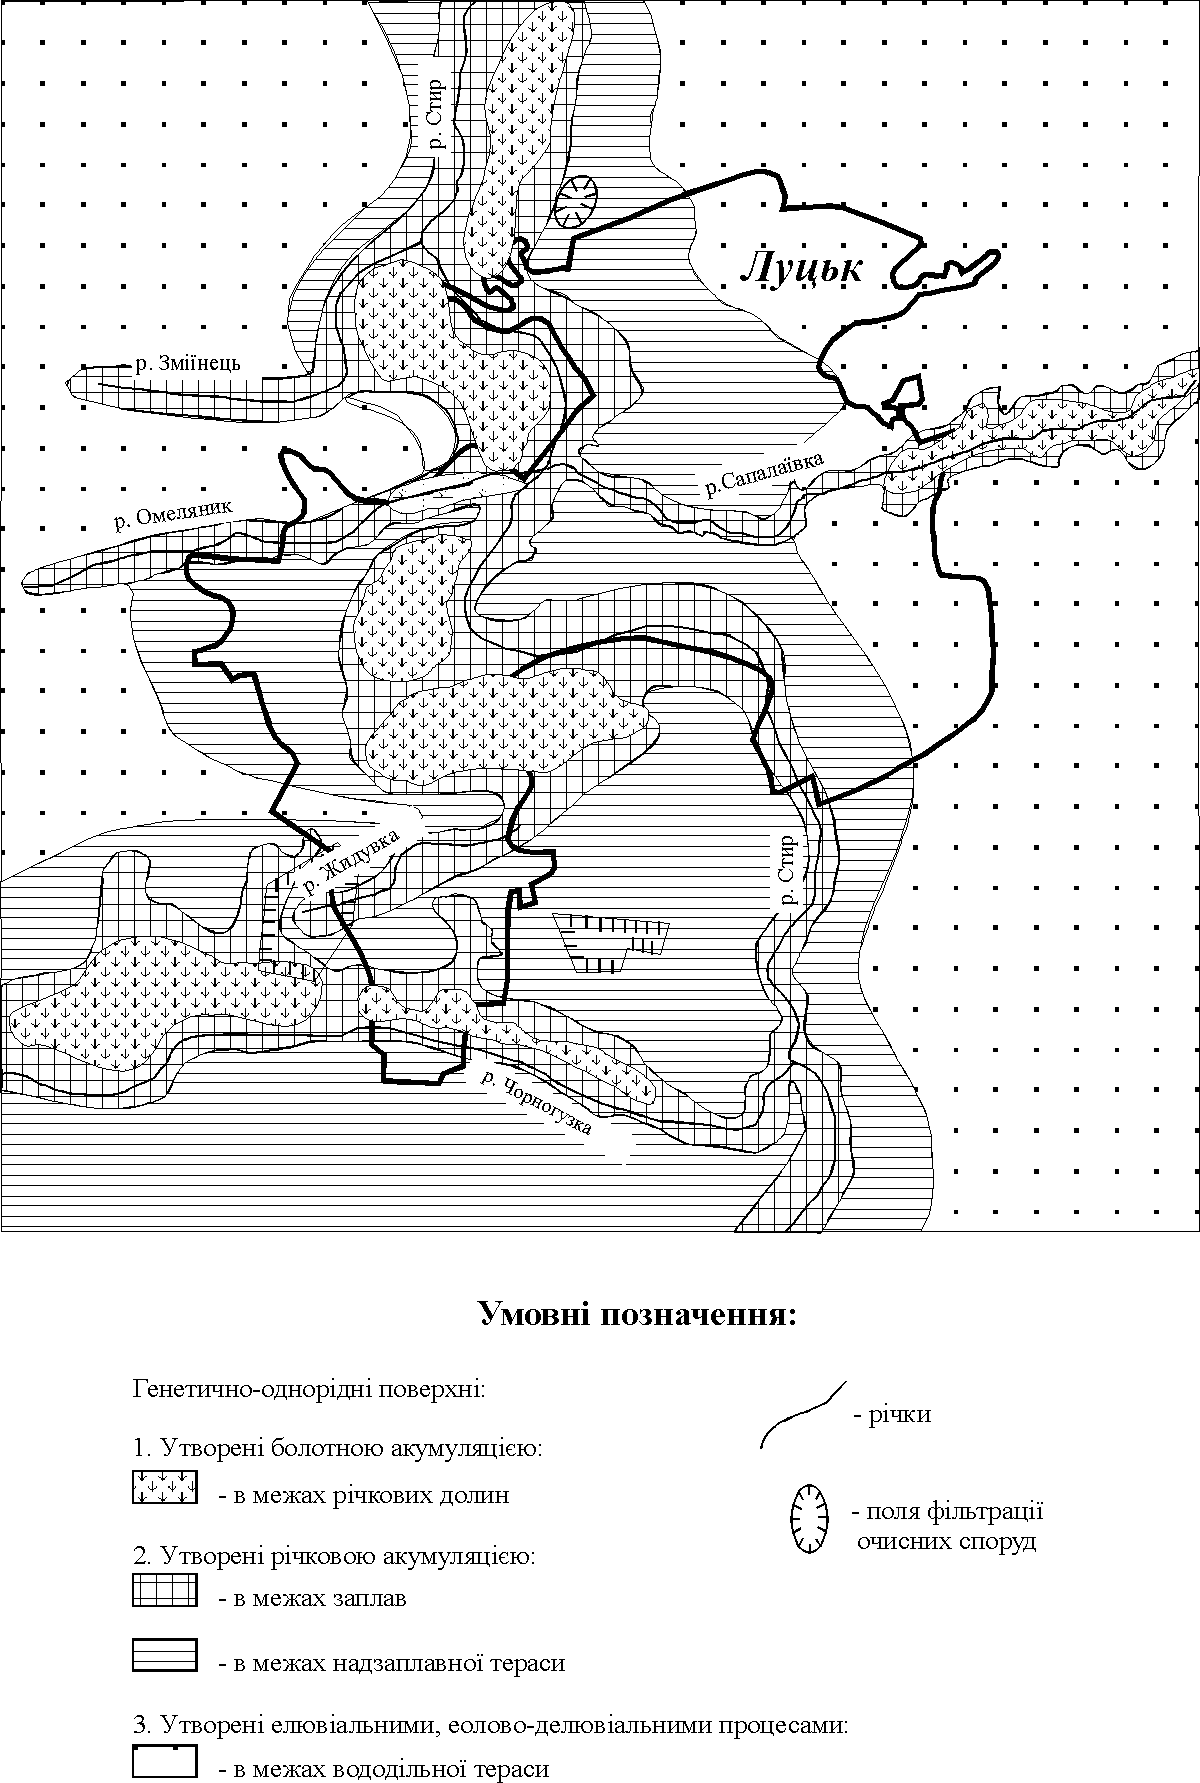 р. Стир
Луцьк
р. Зміїнець
р.Сапалаївка
р. Омеляник
р. Жидувка
р. Стир
р. Чорногузка
Умовні позначення:
Генетично-однорідні поверхні:
1. Утворені болотною акумуляцією:
- в межах річкових долин
2. Утворені річковою акумуляцією:
- в межах заплав
- в межах надзаплавної тераси
3. Утворені елювіальними, еолово-делювіальними процесами:
- в межах вододільної тераси
- річки
- поля фільтрації
очисних споруд